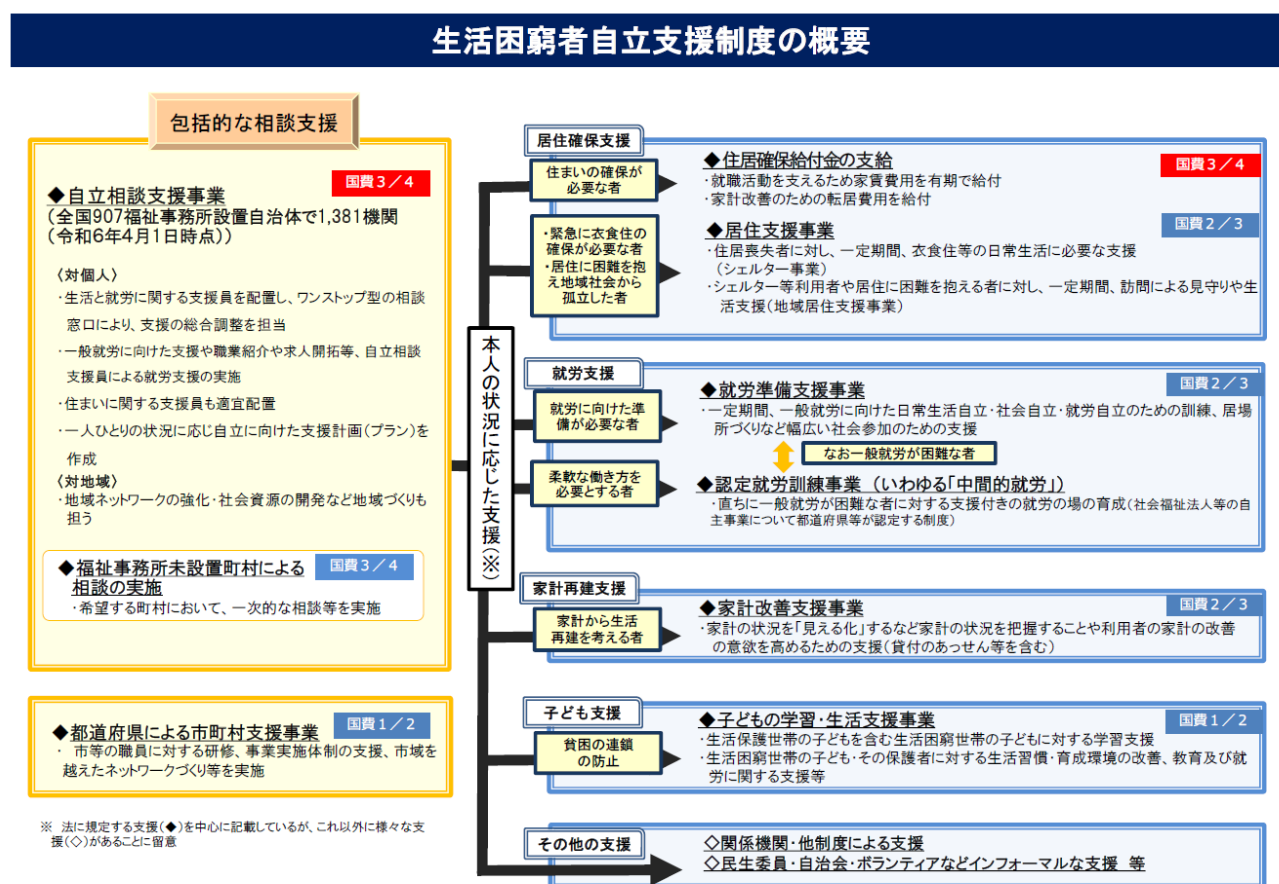 生活困窮者自立支援制度の概要
包括的な相談支援
◆自立相談支援事業
国費3/4
(全国907福祉事務所設置自治体で1,381機関
(令和6年4月1日時点))
〈対個人〉
・生活と就労に関する支援員を配置し、ワンストップ型の相談
窓口により、支援の総合調整を担当
・一般就労に向けた支援や職業紹介や求人開拓等、自立相談
支援員による就労支援の実施
・住まいに関する支援員も適宜配置
・一人ひとりの状況に応じ自立に向けた支援計画(プラン)を
作成
〈対地域〉
・地域ネットワークの強化・社会資源の開発など地域づくりも
担う
◆福祉事務所未設置町村による
相談の実施
国費3/4
・希望する町村において、一次的な相談等を実施
◆都道府県による市町村支援事業
国費1/2
・ 市等の職員に対する研修、事業実施体制の支援、市域を
越えたネットワークづくり等を実施
※ 法に規定する支援(◆)を中心に記載しているが、これ以外に様々な支
援(◇)があることに留意
本人の状況に応じた支援(※)
居住確保支援
住まいの確保が
必要な者
◆住居確保給付金の支給
国費3/4
・就職活動を支えるため家賃費用を有期で給付
・家計改善のための転居費用を給付
・緊急に衣食住の
確保が必要な者
・居住に困難を抱
え地域社会から
孤立した者
◆居住支援事業
国費2/3
・住居喪失者に対し、一定期間、衣食住等の日常生活に必要な支援
(シェルター事業)
・シェルター等利用者や居住に困難を抱える者に対し、一定期間、訪問による見守りや生
活支援(地域居住支援事業)
就労支援
就労に向けた準
備が必要な者
◆就労準備支援事業
国費2/3
・一定期間、一般就労に向けた日常生活自立・社会自立・就労自立のための訓練、居場
所づくりなど幅広い社会参加のための支援
なお一般就労が困難な者
柔軟な働き方を
必要とする者
◆認定就労訓練事業 (いわゆる「中間的就労」)
・直ちに一般就労が困難な者に対する支援付きの就労の場の育成(社会福祉法人等の自
主事業について都道府県等が認定する制度)
家計再建支援
家計から生活
再建を考える者
◆家計改善支援事業
国費2/3
・家計の状況を「見える化」するなど家計の状況を把握することや利用者の家計の改善
の意欲を高めるための支援(貸付のあっせん等を含む)
子ども支援
貧困の連鎖
の防止
◆子どもの学習・生活支援事業
国費1/2
・生活保護世帯の子どもを含む生活困窮世帯の子どもに対する学習支援
・生活困窮世帯の子ども・その保護者に対する生活習慣・育成環境の改善、教育及び就
労に関する支援等
その他の支援
◇関係機関・他制度による支援
◇民生委員・自治会・ボランティアなどインフォーマルな支援 等